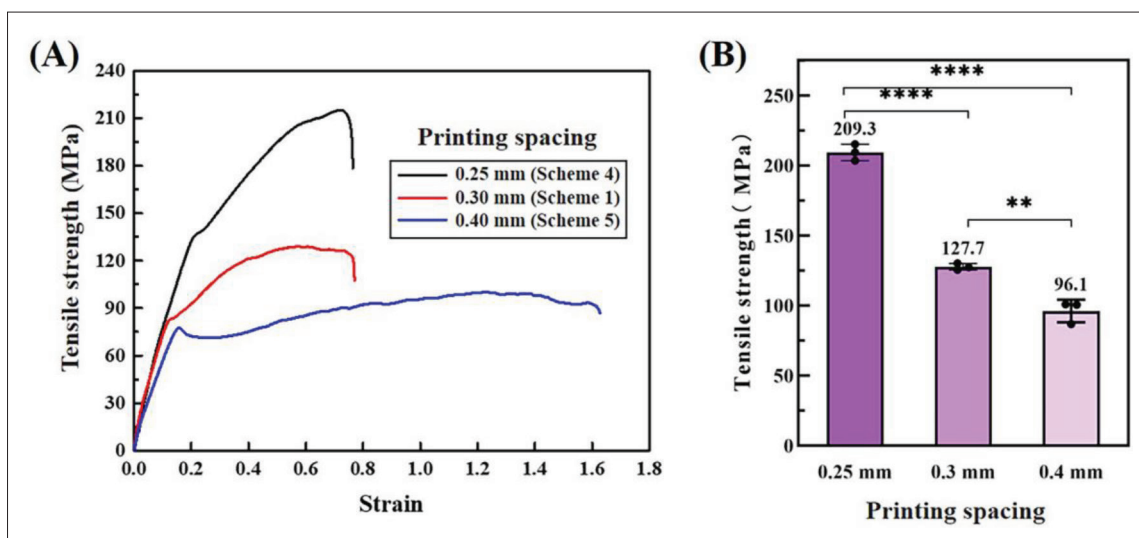 (A)
Tensile strength (MPa)
240
210
180
150
120
90
60
30
0
0.0 0.2 0.4 0.6 0.8 1.0 1.2 1.4 1.6 1.8
Strain
Printing spacing
0.25 mm (Scheme 4)
0.30 mm (Scheme 1)
0.40 mm (Scheme 5)
(B)
Tensile strength( MPa)
250
200
150
100
50
0
****
****
**
209.3
127.7
96.1
0.25 mm 0.3 mm 0.4 mm
Printing spacing